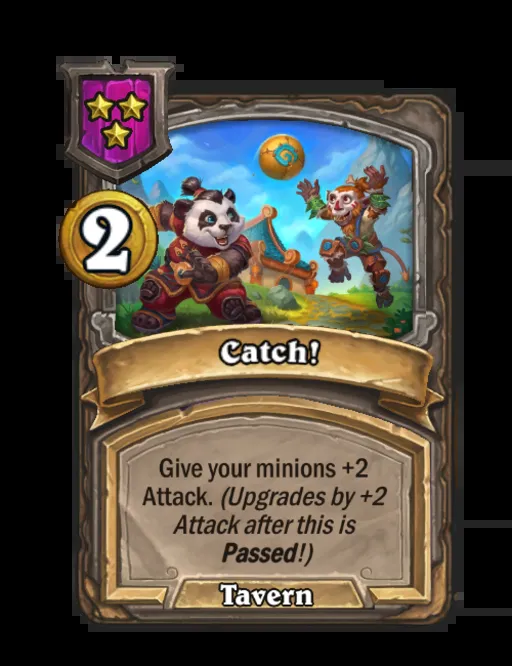 2
Catch!
Give your minions +2
Attack. (Upgrades by +2
Attack after this is
Passed!)
Tavern